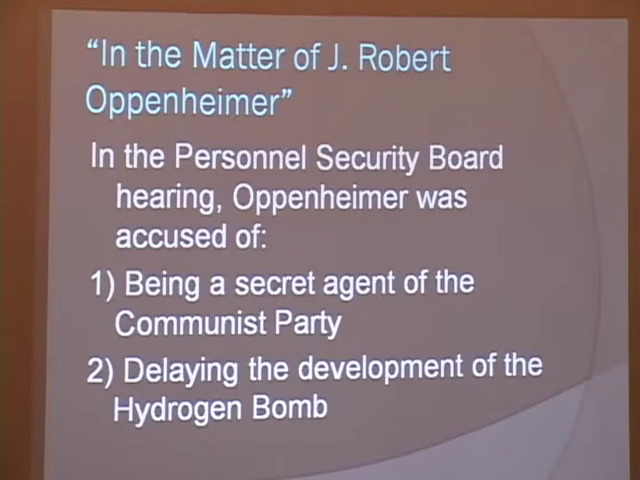 “In the Matter of J. Robert
Oppenheimer”
In the Personnel Security Board
hearing, Oppenheimer was
accused of:
1) Being a secret agent of the
Communist Party
2) Delaying the development of the
Hydrogen Bomb